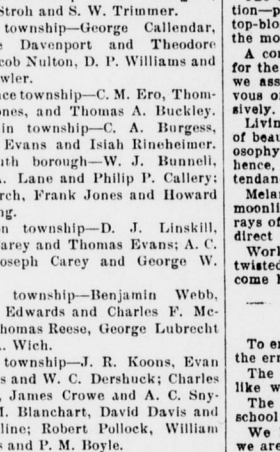 Stroh and S. W. Trimmer.
township—George Callendar,
Davenport and Theodore
cob Nulton, D. P. Williams and
wler.
ce township—C. M. Ero, Thom-
ones, and Thomas A. Buckley.
in township—C. A. Burgess,
Evans and Isiah Rineheimer.
uth borough—W. J. Bunnell,
A. Lane and Philip P. Callery;
rch, Frank Jones and Howard
ng.
n township—D. J. Linskill,
arey and Thomas Evans; A. C.
oseph Carey and George W.
township—Benjamin Webb,
Edwards and Charles F. Mc-
homas Reese, George Lubrecht
. Wich.
township—J. R. Koons, Evan
s and W. C. Dershuck; Charles
, James Crowe and A. C. Sny-
M. Blanchart, David Davis and
line; Robert Pollock, William
s and P. M. Boyle.
tion—p
top-blo
the mo
A con
for the
we ass
vous o
sively.
Livin
of beau
osophy
hence,
tendan
Melan
moonli
rays of
direct
Work
twisted
come h
To er
the err
The
like w
The
school
We
we are